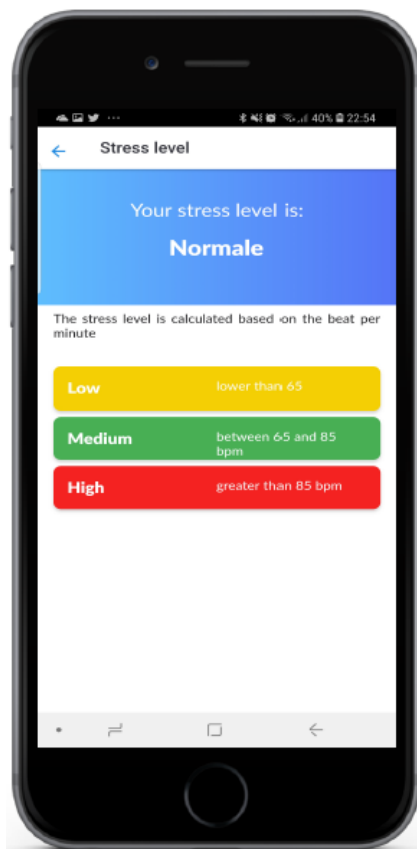 40% 22:54
Stress level
Your stress level is:
Normale
The stress level is calculated based on the beat per
minute
Low lower than 65
Medium between 65 and 85
bpm
High greater than 85 bpm